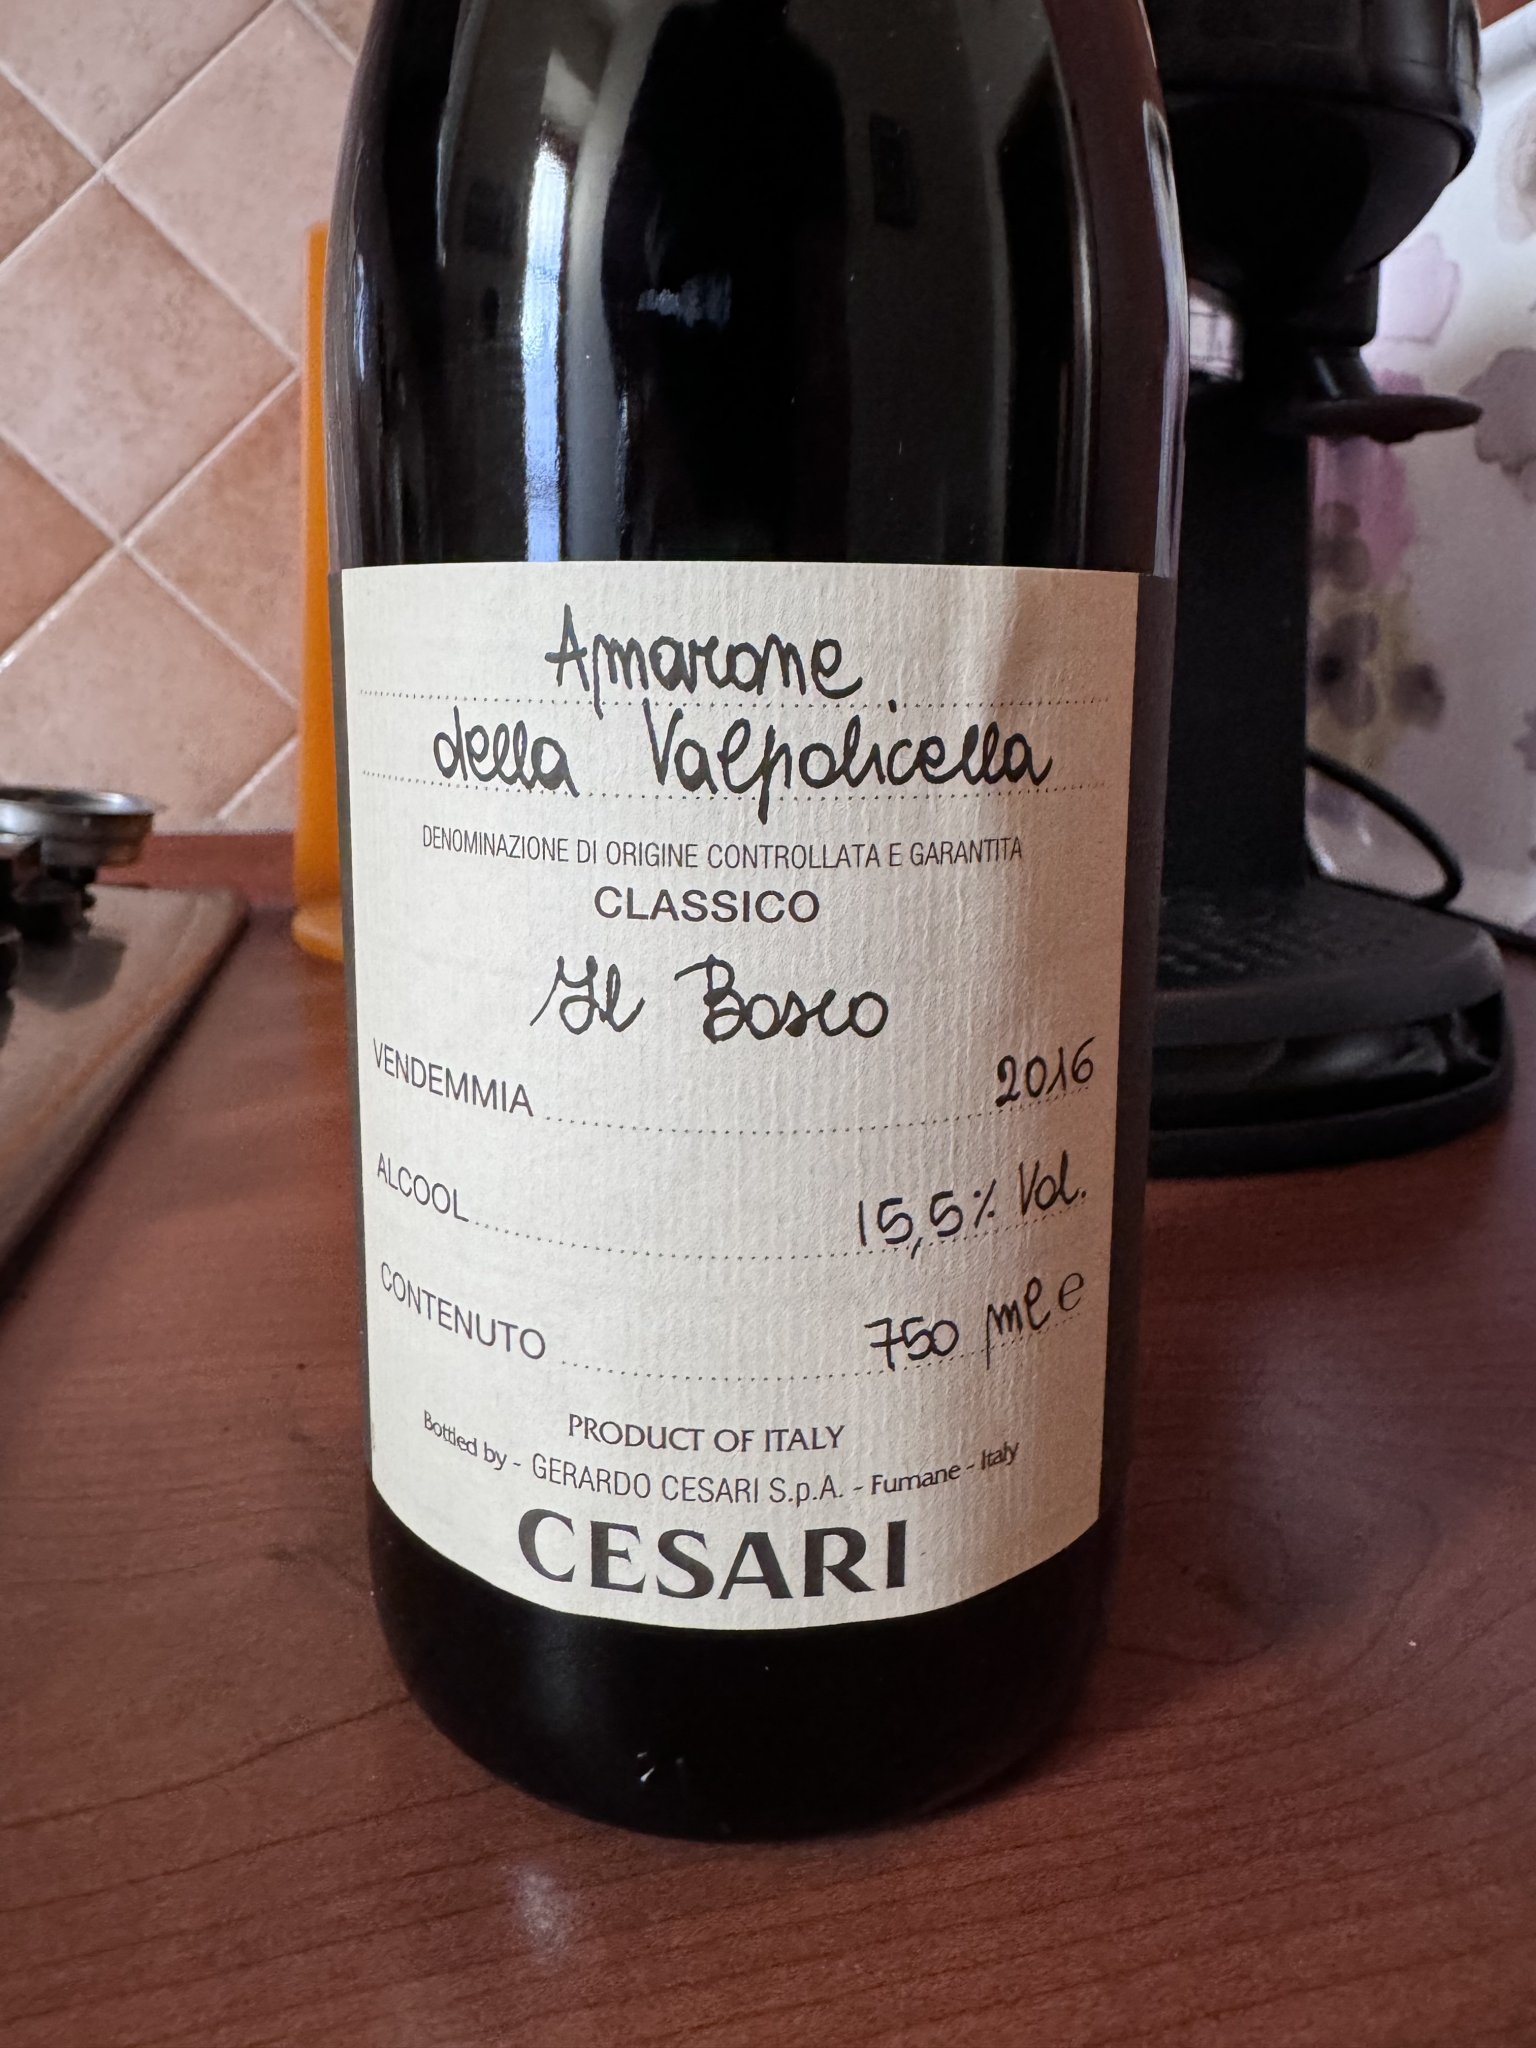 Amarone
della Valpolicella
DENOMINAZIONE DI ORIGINE CONTROLLATA E GARANTITA
CLASSICO
Il Bosco
VENDEMMIA 2016
ALCOOL 15,5% Vol.
CONTENUTO 750 ml e
PRODUCT OF ITALY
Bottled by - GERARDO CESARI S.p.A. - Fumane - Italy
CESARI